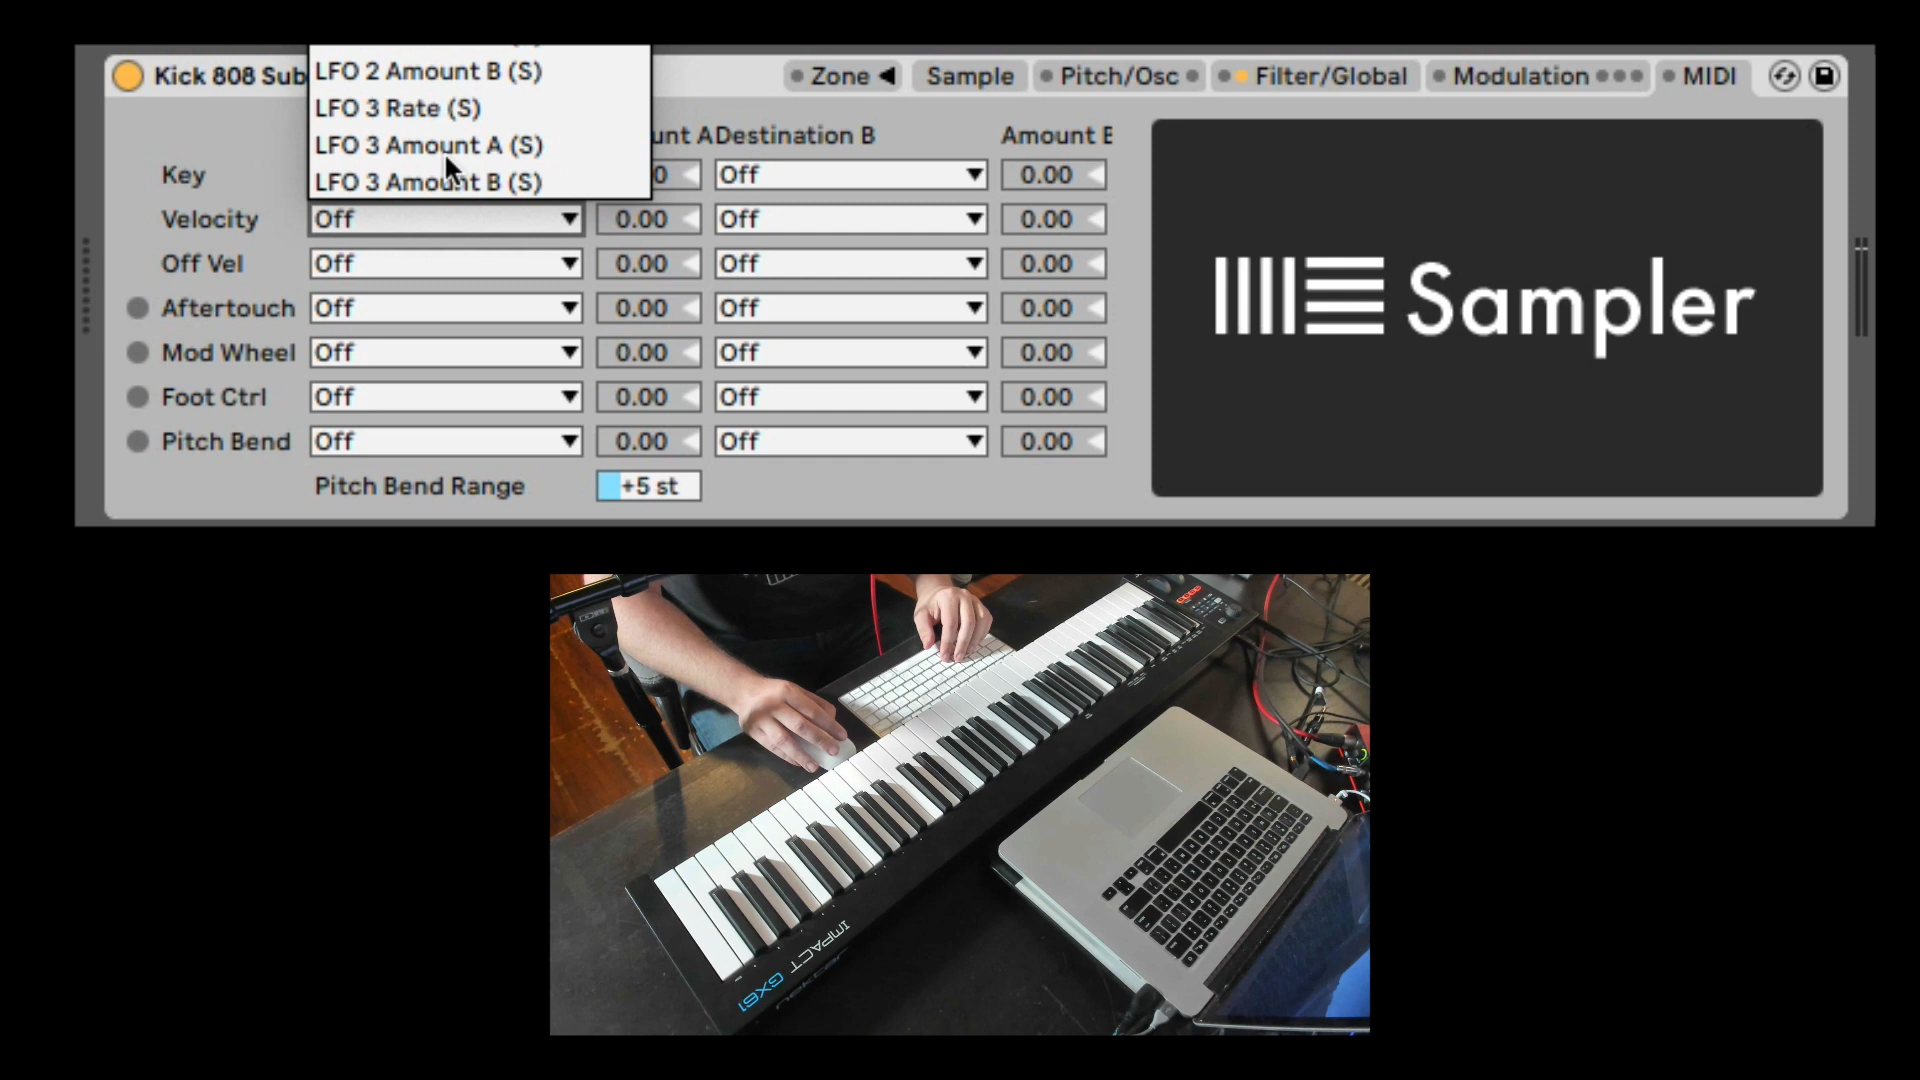 Kick 808 Sub
Zone Sample Pitch/Osc Filter/Global Modulation MIDI
LFO 2 Amount B (S)
LFO 3 Rate (S)
LFO 3 Amount A (S)
LFO 3 Amount B (S)
A Destination B Amount
Key Off 0.00
Velocity Off 0.00 Off 0.00
Off Vel Off 0.00 Off 0.00
Aftertouch Off 0.00 Off 0.00
Mod Wheel Off 0.00 Off 0.00
Foot Ctrl Off 0.00 Off 0.00
Pitch Bend Off 0.00 Off 0.00
Pitch Bend Range +5 st
Sampler
IMPACT GX61